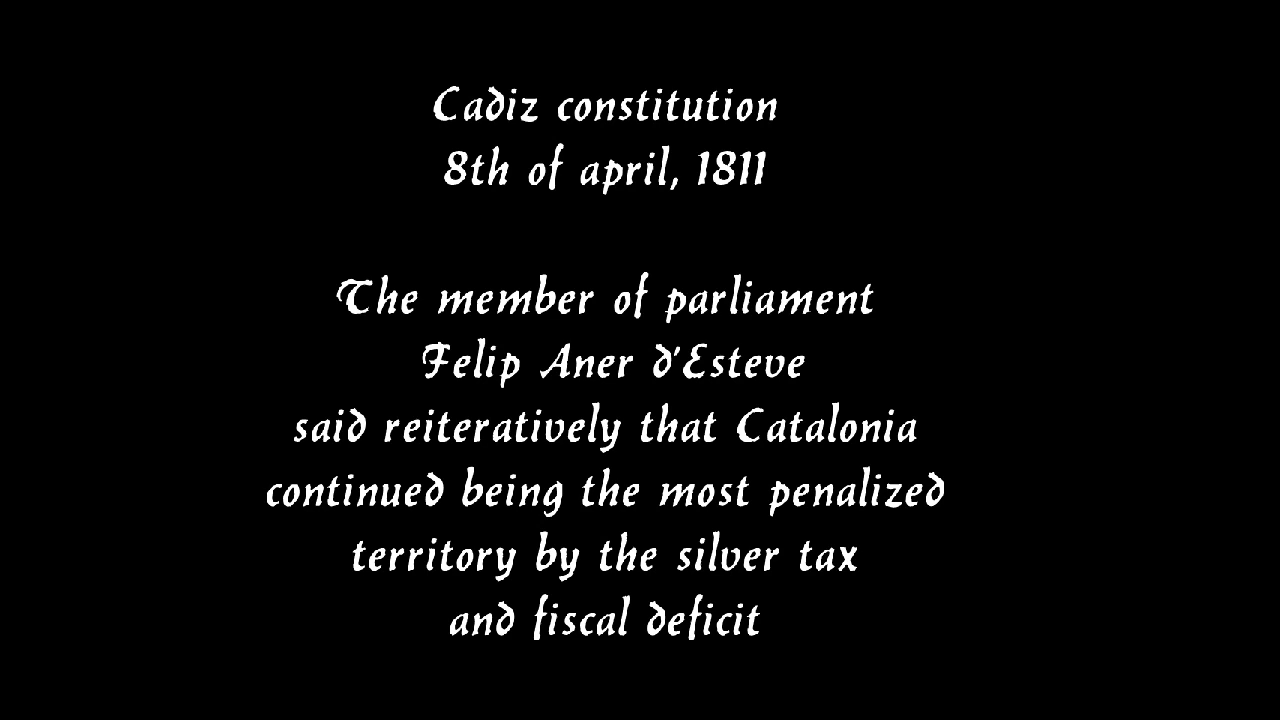 Cadiz constitution
8th of april, 1811
The member of parliament
Felip Aner d'Esteve
said reiteratively that Catalonia
continued being the most penalized
territory by the silver tax
and fiscal deficit